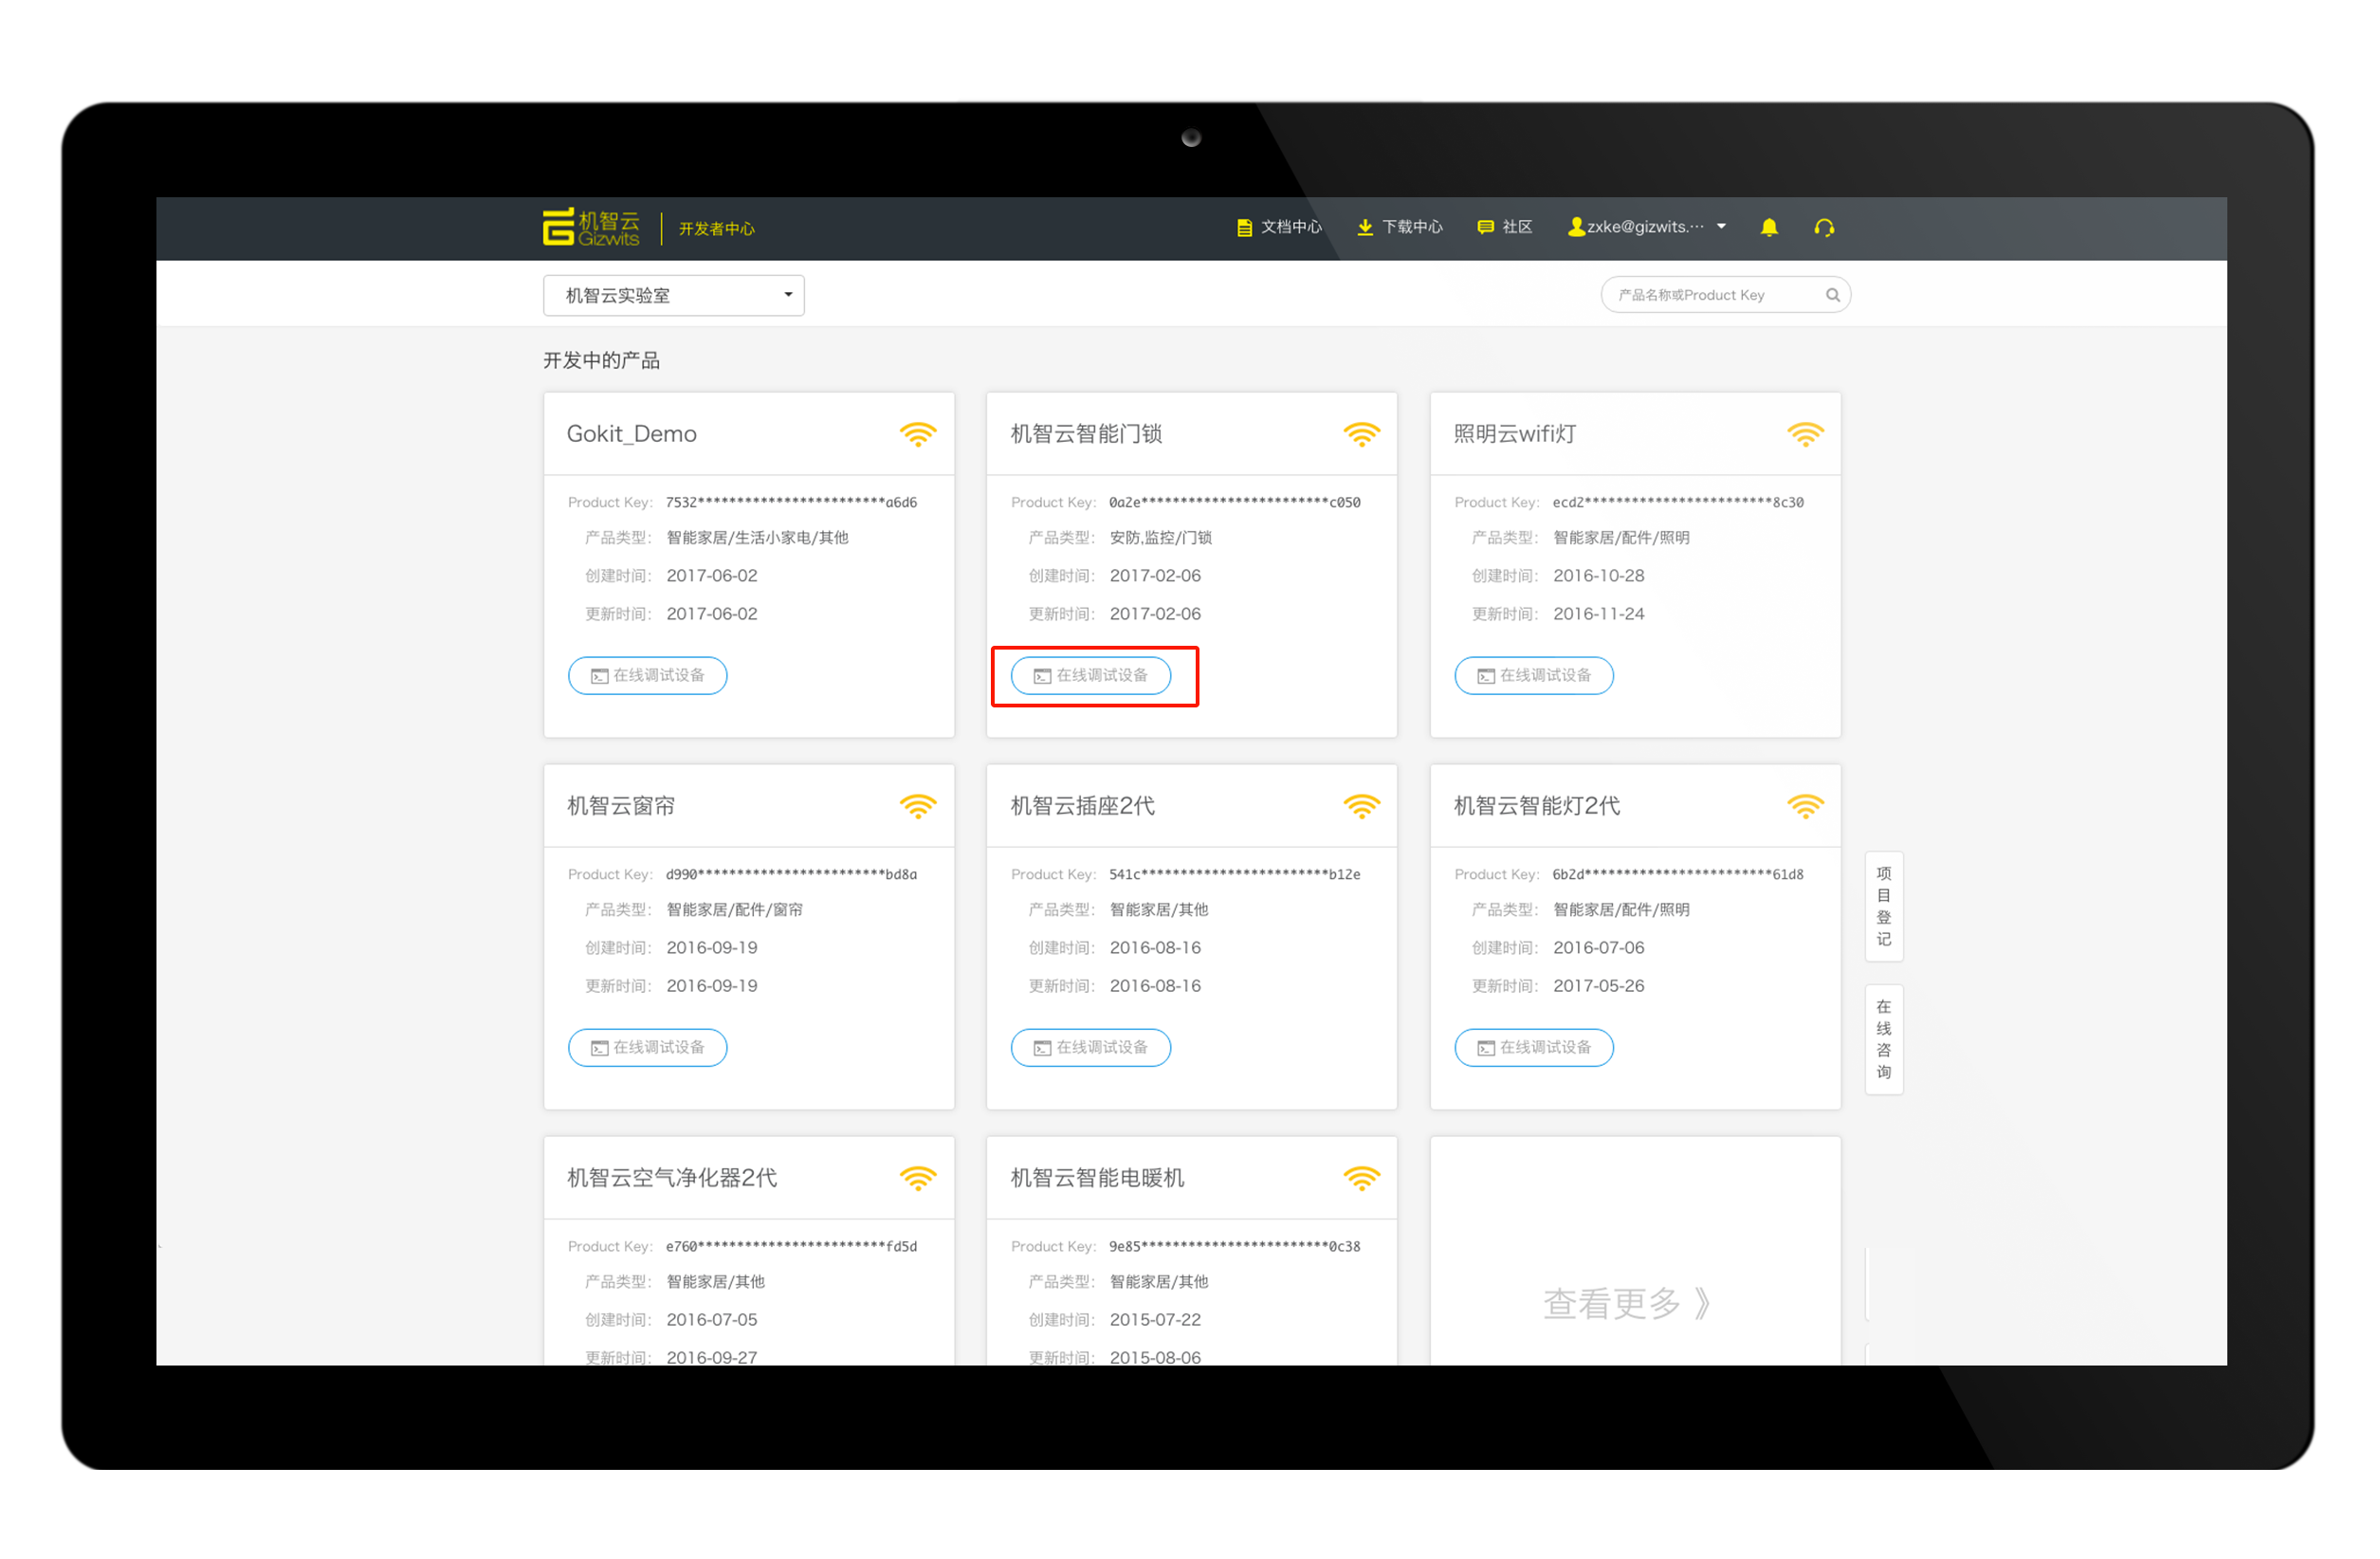 机智云
Gizwits
开发者中心
文档中心
下载中心
社区
zxke@gizwits.···
机智云实验室
产品名称或Product Key
开发中的产品
Gokit_Demo
Product Key: 7532************************a6d6
产品类型: 智能家居/生活小家电/其他
创建时间: 2017-06-02
更新时间: 2017-06-02
在线调试设备
机智云智能门锁
Product Key: 0a2e************************c050
产品类型: 安防,监控/门锁
创建时间: 2017-02-06
更新时间: 2017-02-06
在线调试设备
照明云wifi灯
Product Key: ecd2************************8c30
产品类型: 智能家居/配件/照明
创建时间: 2016-10-28
更新时间: 2016-11-24
在线调试设备
机智云窗帘
Product Key: d990************************bd8a
产品类型: 智能家居/配件/窗帘
创建时间: 2016-09-19
更新时间: 2016-09-19
在线调试设备
机智云插座2代
Product Key: 541c************************b12e
产品类型: 智能家居/其他
创建时间: 2016-08-16
更新时间: 2016-08-16
在线调试设备
机智云智能灯2代
Product Key: 6b2d************************61d8
产品类型: 智能家居/配件/照明
创建时间: 2016-07-06
更新时间: 2017-05-26
在线调试设备
项目登记
在线咨询
机智云空气净化器2代
Product Key: e760************************fd5d
产品类型: 智能家居/其他
创建时间: 2016-07-05
更新时间: 2016-09-27
机智云智能电暖机
Product Key: 9e85************************0c38
产品类型: 智能家居/其他
创建时间: 2015-07-22
更新时间: 2015-08-06
查看更多 》